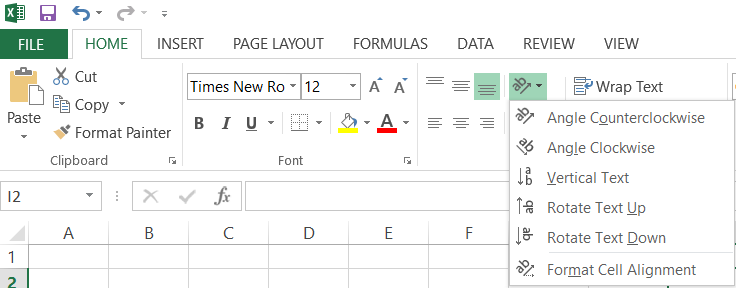 FILE HOME INSERT PAGE LAYOUT FORMULAS DATA REVIEW VIEW
Cut
Copy
Format Painter
Paste
Clipboard
Times New Ro 12 A A
B I U A
Font
ab Wrap Text
Angle Counterclockwise
Angle Clockwise
Vertical Text
Rotate Text Up
Rotate Text Down
Format Cell Alignment
I2 fx
A B C D E F
1
2